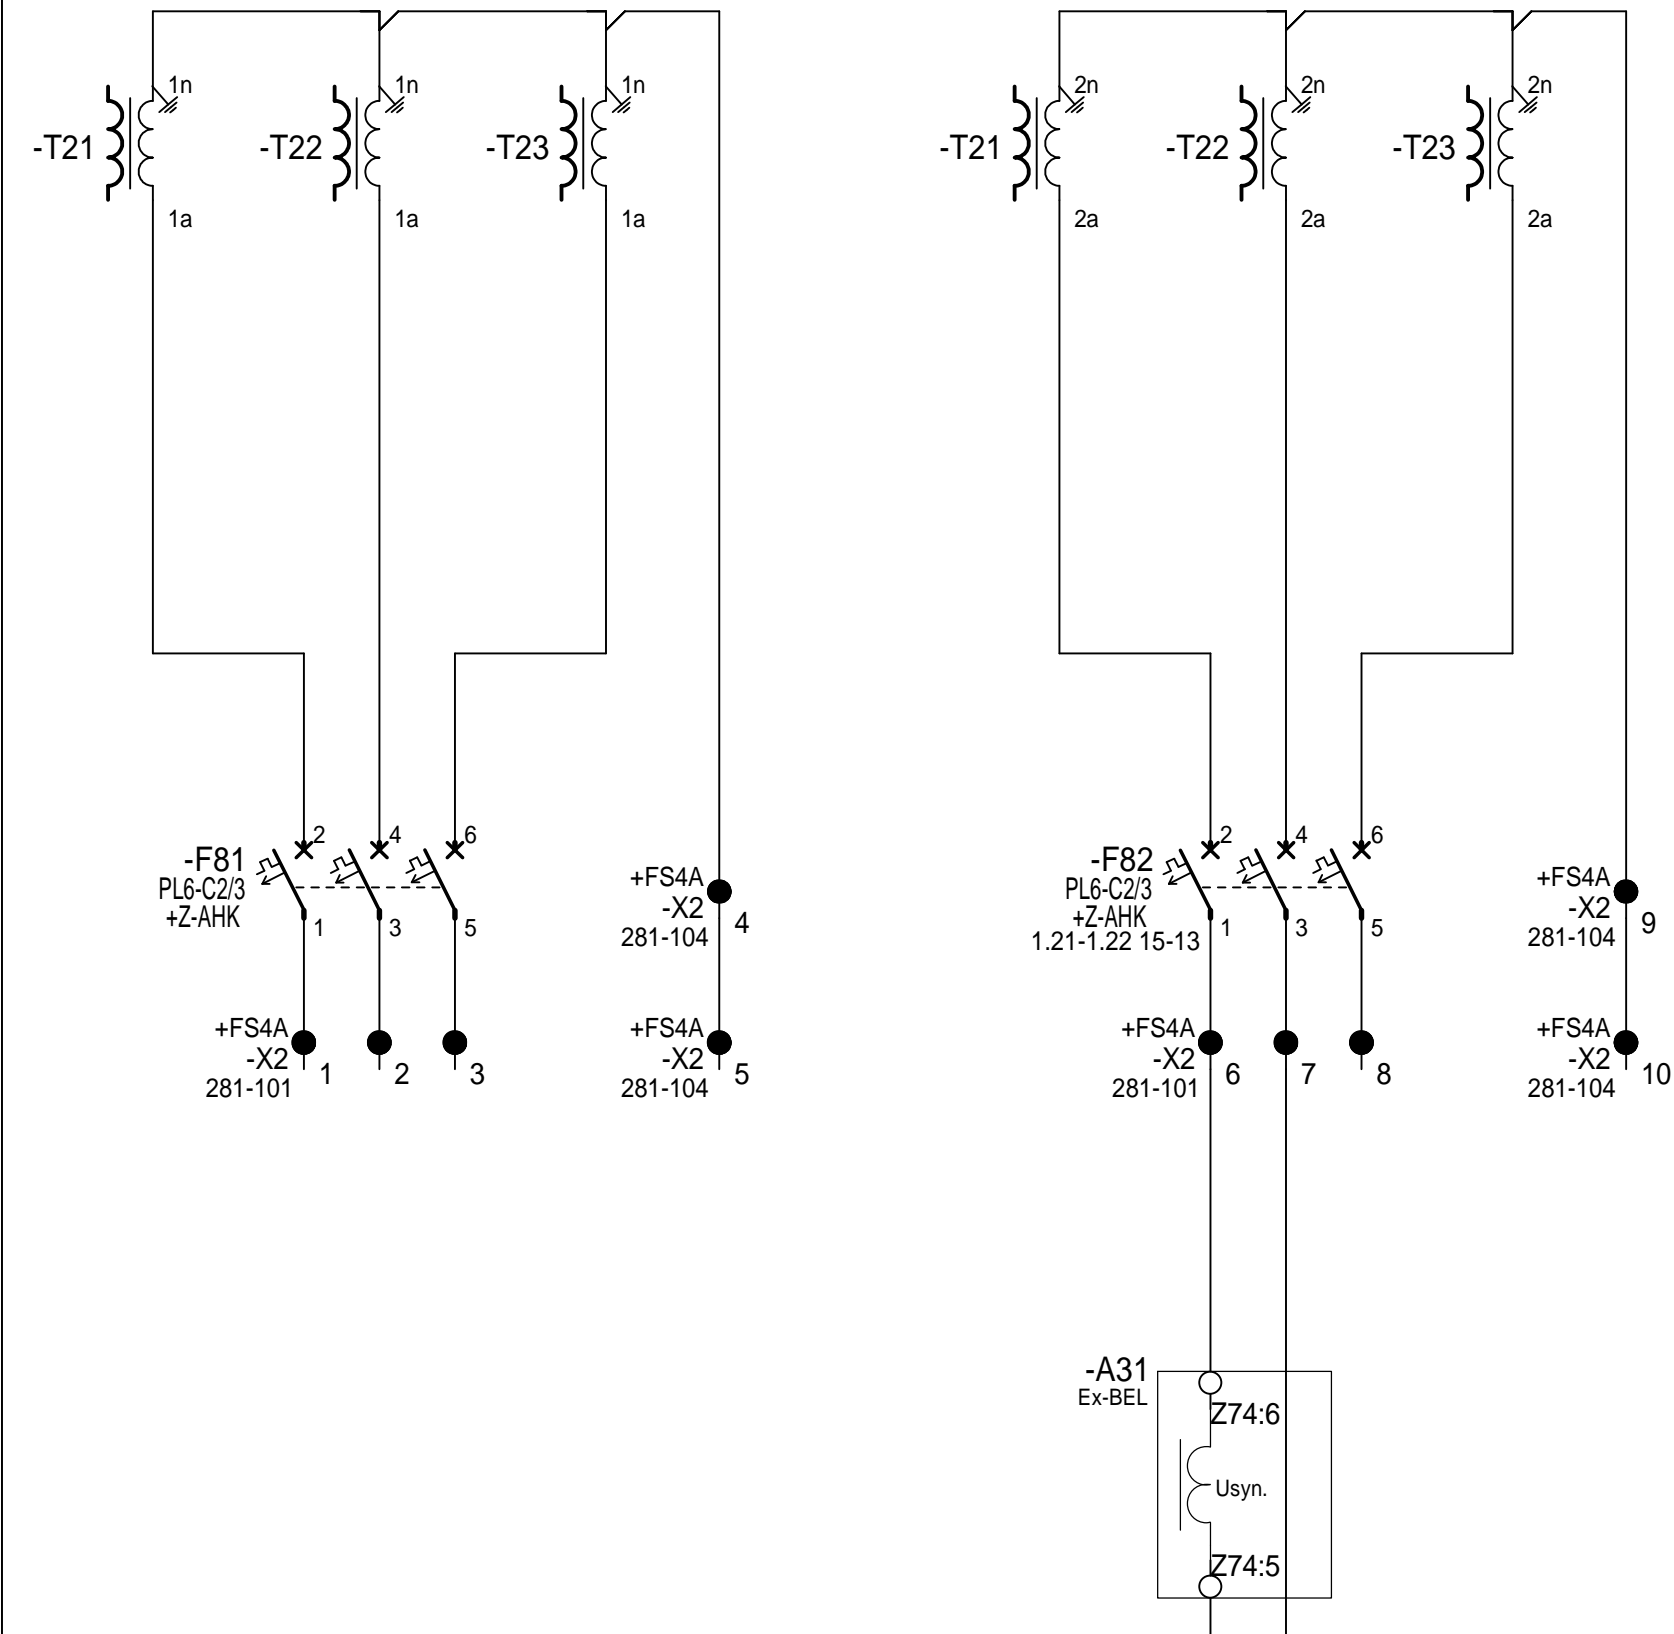 1n 1n 1n 2n 2n 2n
-T21 -T22 -T23 -T21 -T22 -T23
1a 1a 1a 2a 2a 2a
2 4 6
-F81
PL6-C2/3
+Z-AHK
1 3 5
+FS4A
-X2 4
281-104
2 4 6
-F82
PL6-C2/3
+Z-AHK
1.21-1.22 15-13
1 3 5
+FS4A
-X2 9
281-104
+FS4A
-X2 1 2 3
281-101
+FS4A
-X2 5
281-104
+FS4A
-X2 6 7 8
281-101
+FS4A
-X2 10
281-104
-A31
Ex-BEL
Z74:6
Usyn.
Z74:5